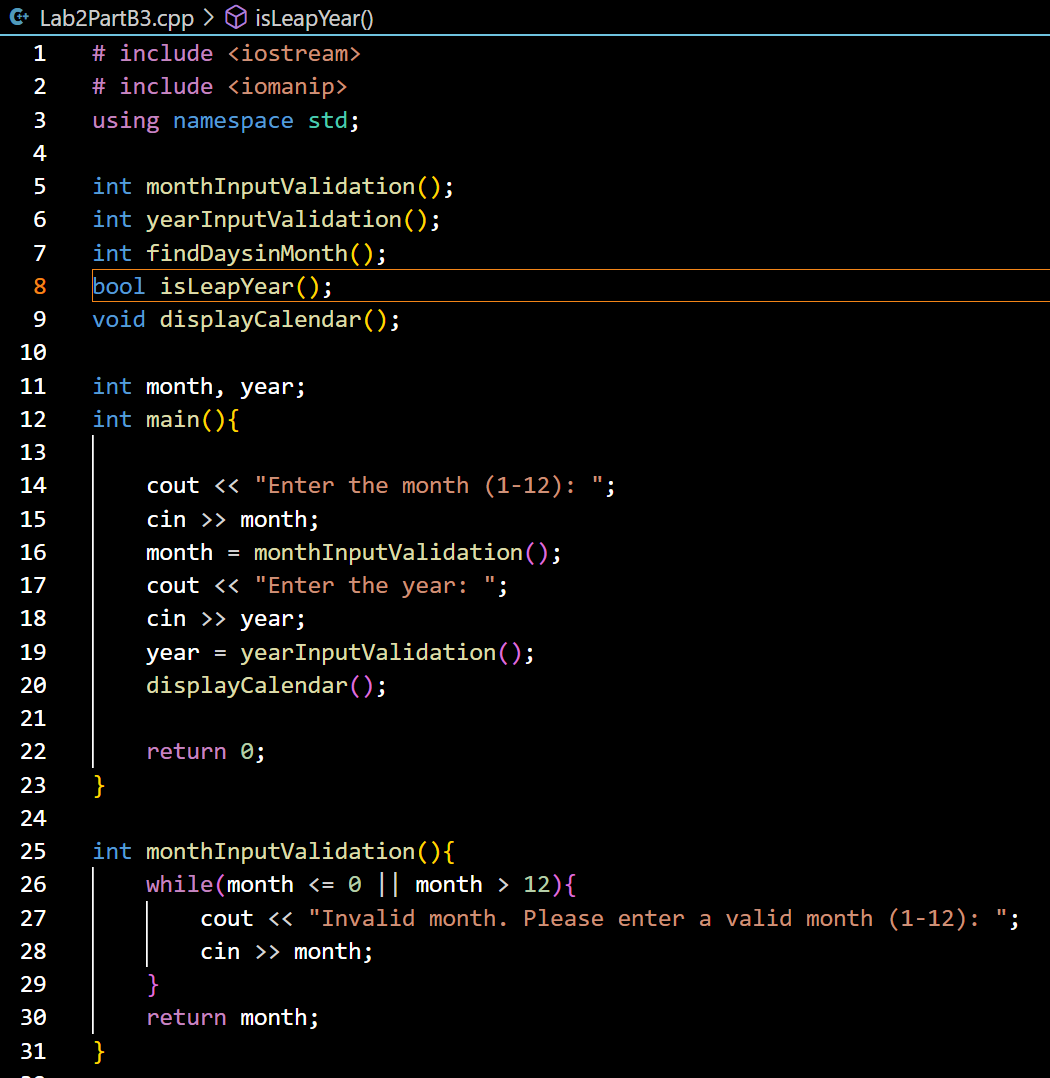 Lab2PartB3.cpp > isLeapYear()
1 # include <iostream>
2 # include <iomanip>
3 using namespace std;
4
5 int monthInputValidation();
6 int yearInputValidation();
7 int findDaysinMonth();
8 bool isLeapYear();
9 void displayCalendar();
10
11 int month, year;
12 int main(){
13
14     cout << "Enter the month (1-12): ";
15     cin >> month;
16     month = monthInputValidation();
17     cout << "Enter the year: ";
18     cin >> year;
19     year = yearInputValidation();
20     displayCalendar();
21
22     return 0;
23 }
24
25 int monthInputValidation(){
26     while(month <= 0 || month > 12){
27         cout << "Invalid month. Please enter a valid month (1-12): ";
28         cin >> month;
29     }
30     return month;
31 }